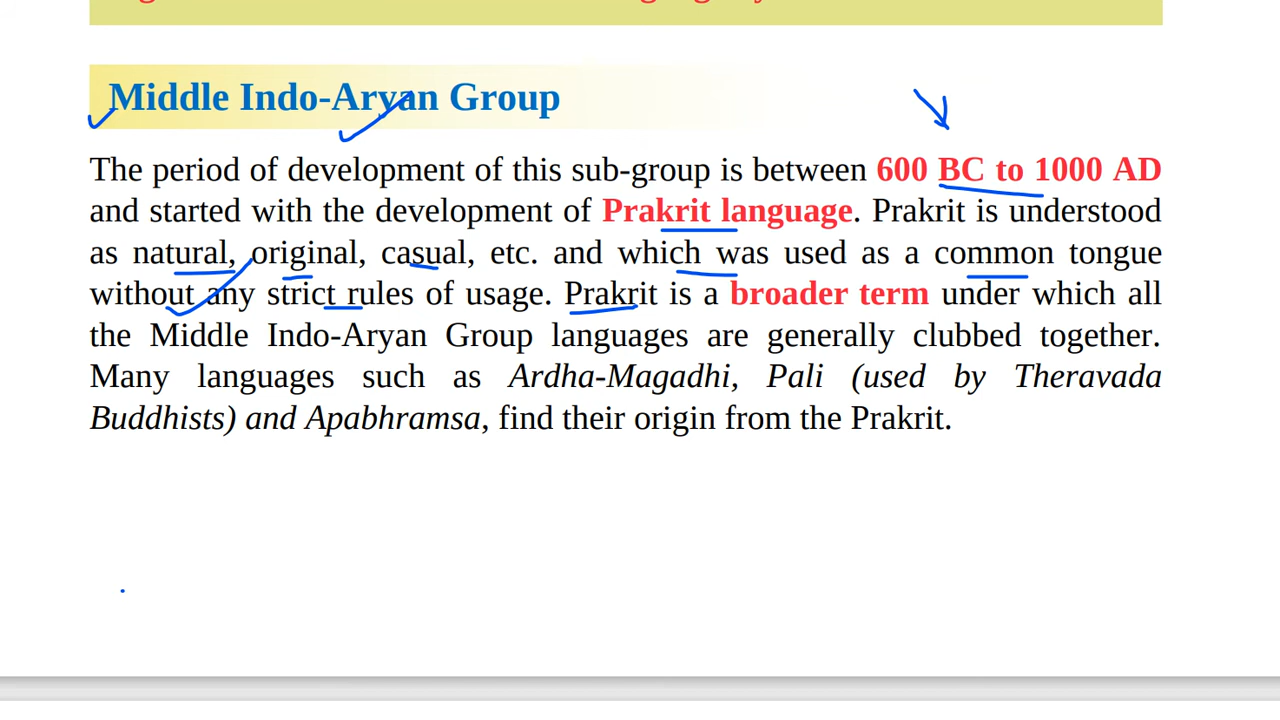 Middle Indo-Aryan Group
The period of development of this sub-group is between 600 BC to 1000 AD
and started with the development of Prakrit language. Prakrit is understood
as natural, original, casual, etc. and which was used as a common tongue
without any strict rules of usage. Prakrit is a broader term under which all
the Middle Indo-Aryan Group languages are generally clubbed together.
Many languages such as Ardha-Magadhi, Pali (used by Theravada
Buddhists) and Apabhramsa, find their origin from the Prakrit.